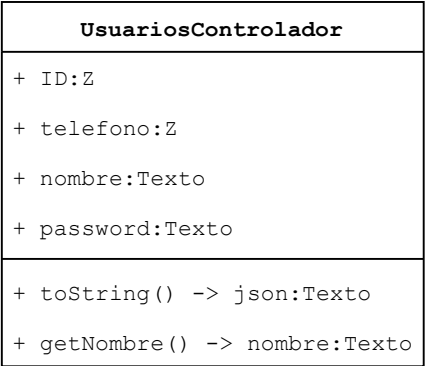 UsuariosControlador
+ ID:Z
+ telefono:Z
+ nombre:Texto
+ password:Texto
+ toString() -> json:Texto
+ getNombre() -> nombre:Texto